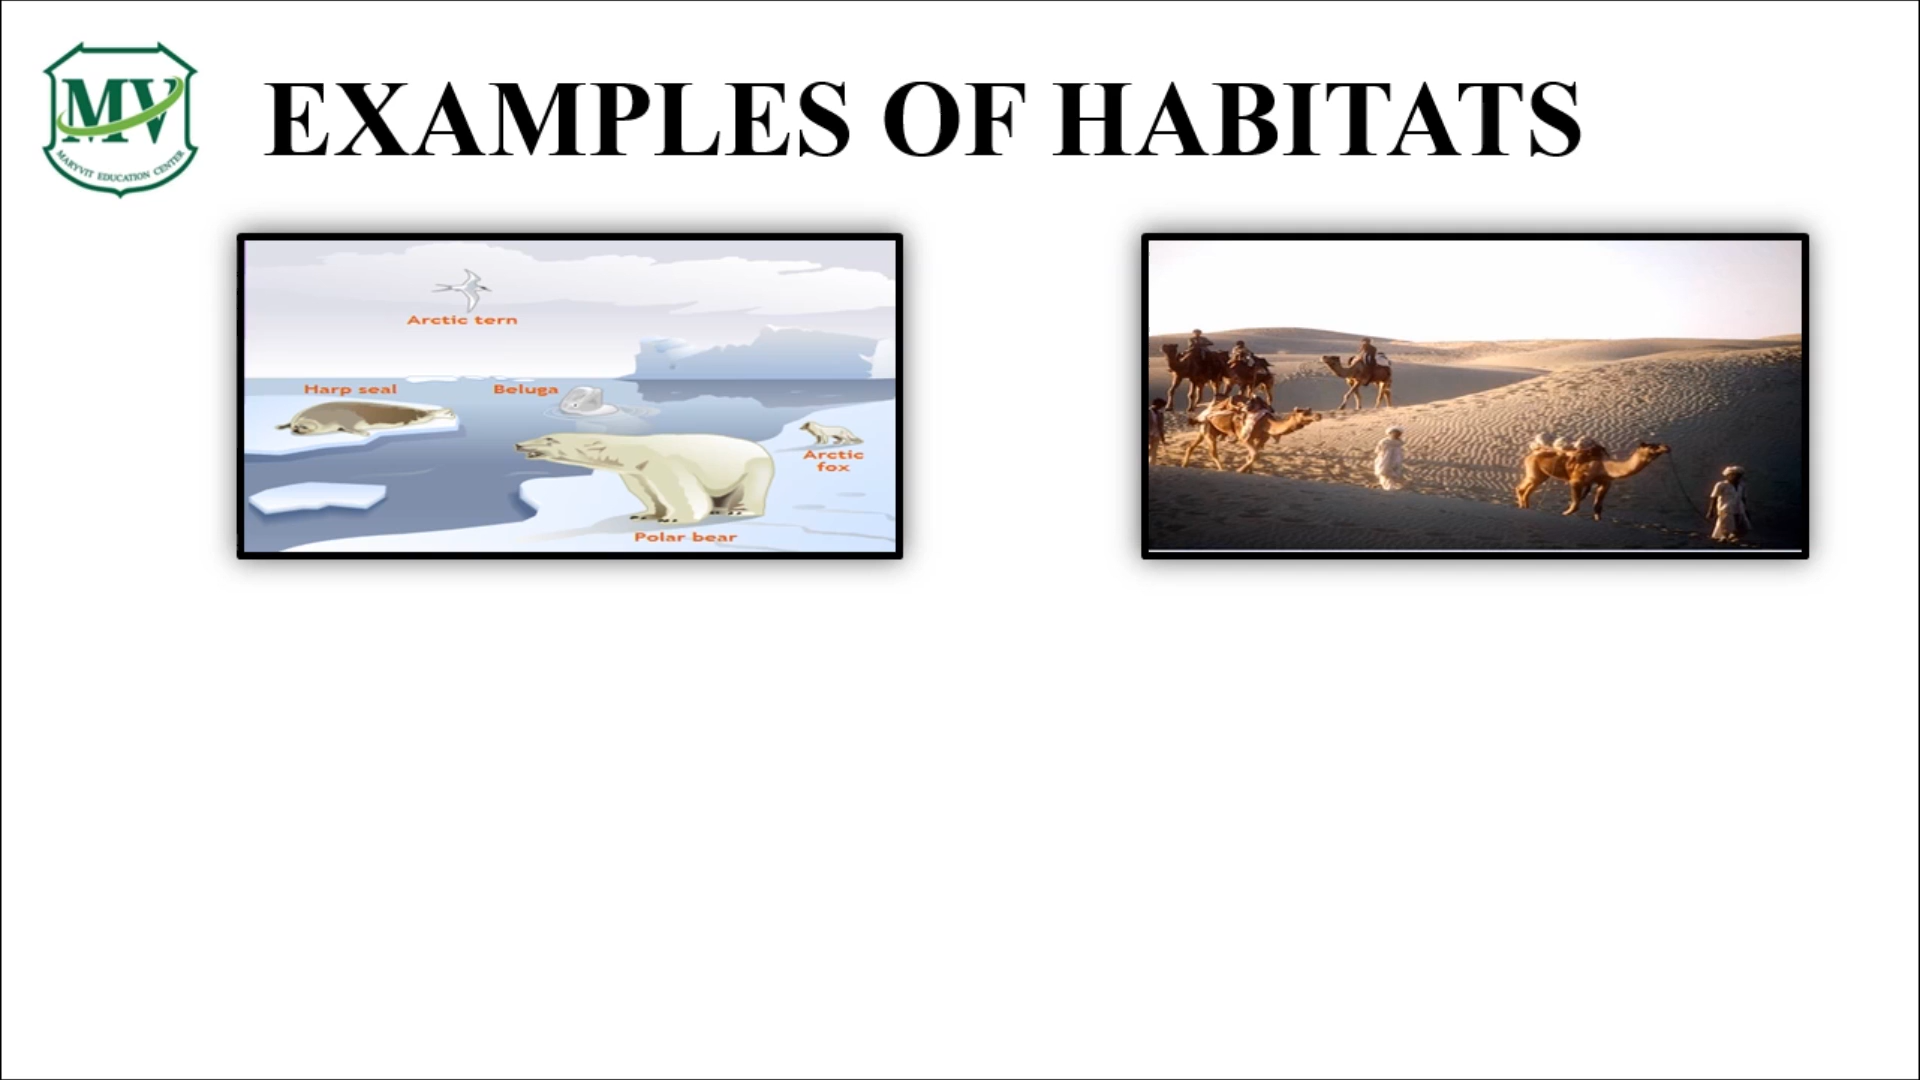 MV
MARYVIT EDUCATION CENTER
EXAMPLES OF HABITATS
Arctic tern
Harp seal
Beluga
Arctic
fox
Polar bear